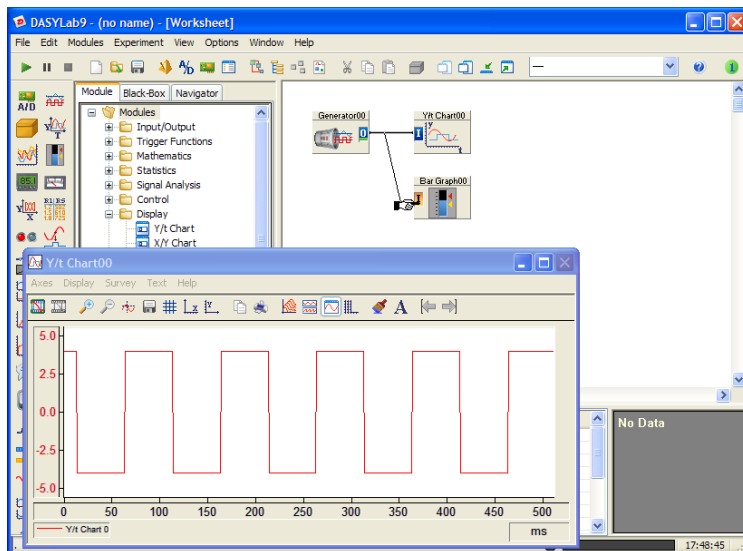 DASYLab9 - (no name) - [Worksheet]
File Edit Modules Experiment View Options Window Help
Module Black-Box Navigator
Modules
Input/Output
Trigger Functions
Mathematics
Statistics
Signal Analysis
Control
Display
Y/t Chart
X/Y Chart
Generator00
Y/t Chart00
Bar Graph00
Y/t Chart00
Axes Display Survey Text Help
5.0
2.5
0.0
-2.5
-5.0
0 50 100 150 200 250 300 350 400 450 500
Y/t Chart 0
ms
No Data
17:48:45